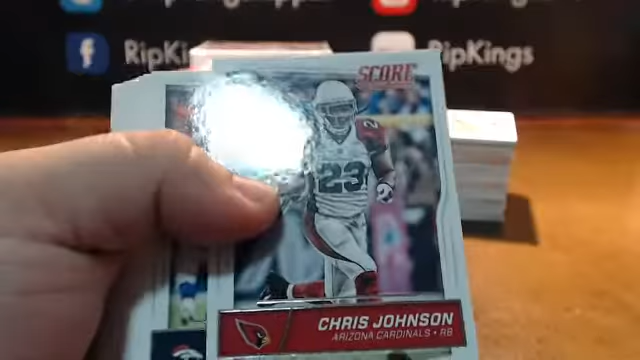 RipKings
RipKings
SCORE
23
CHRIS JOHNSON
ARIZONA CARDINALS • RB